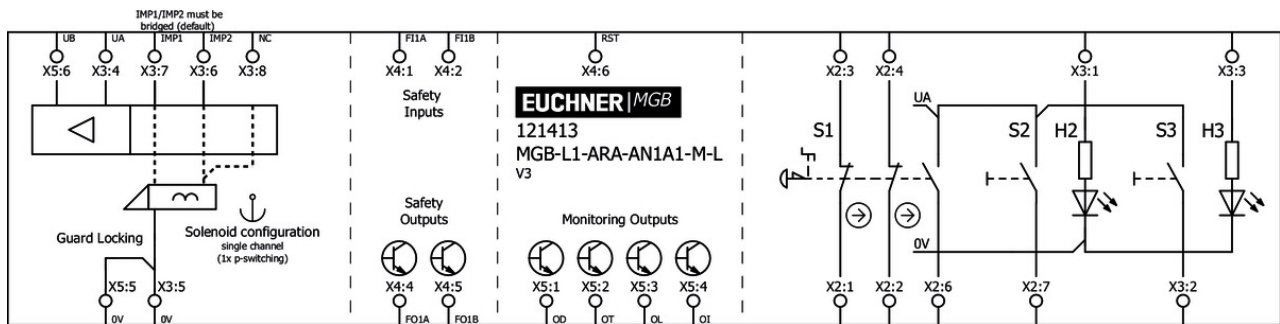 IMP1/IMP2 must be
bridged (default)
UB UA IMP1 IMP2 NC FI1A FI1B RST
X5:6 X3:4 X3:7 X3:6 X3:8 X4:1 X4:2 X4:6 X2:3 X2:4 X3:1 X3:3
Safety
Inputs
EUCHNER MGB
121413
MGB-L1-ARA-AN1A1-M-L
V3
UA
S1 S2 H2 S3 H3
Guard Locking
Solenoid configuration
single channel
(1x p-switching)
Safety
Outputs
Monitoring Outputs
0V
X5:5 X3:5 X4:4 X4:5 X5:1 X5:2 X5:3 X5:4 X2:1 X2:2 X2:6 X2:7 X3:2
0V 0V FO1A FO1B OD OT OL OI